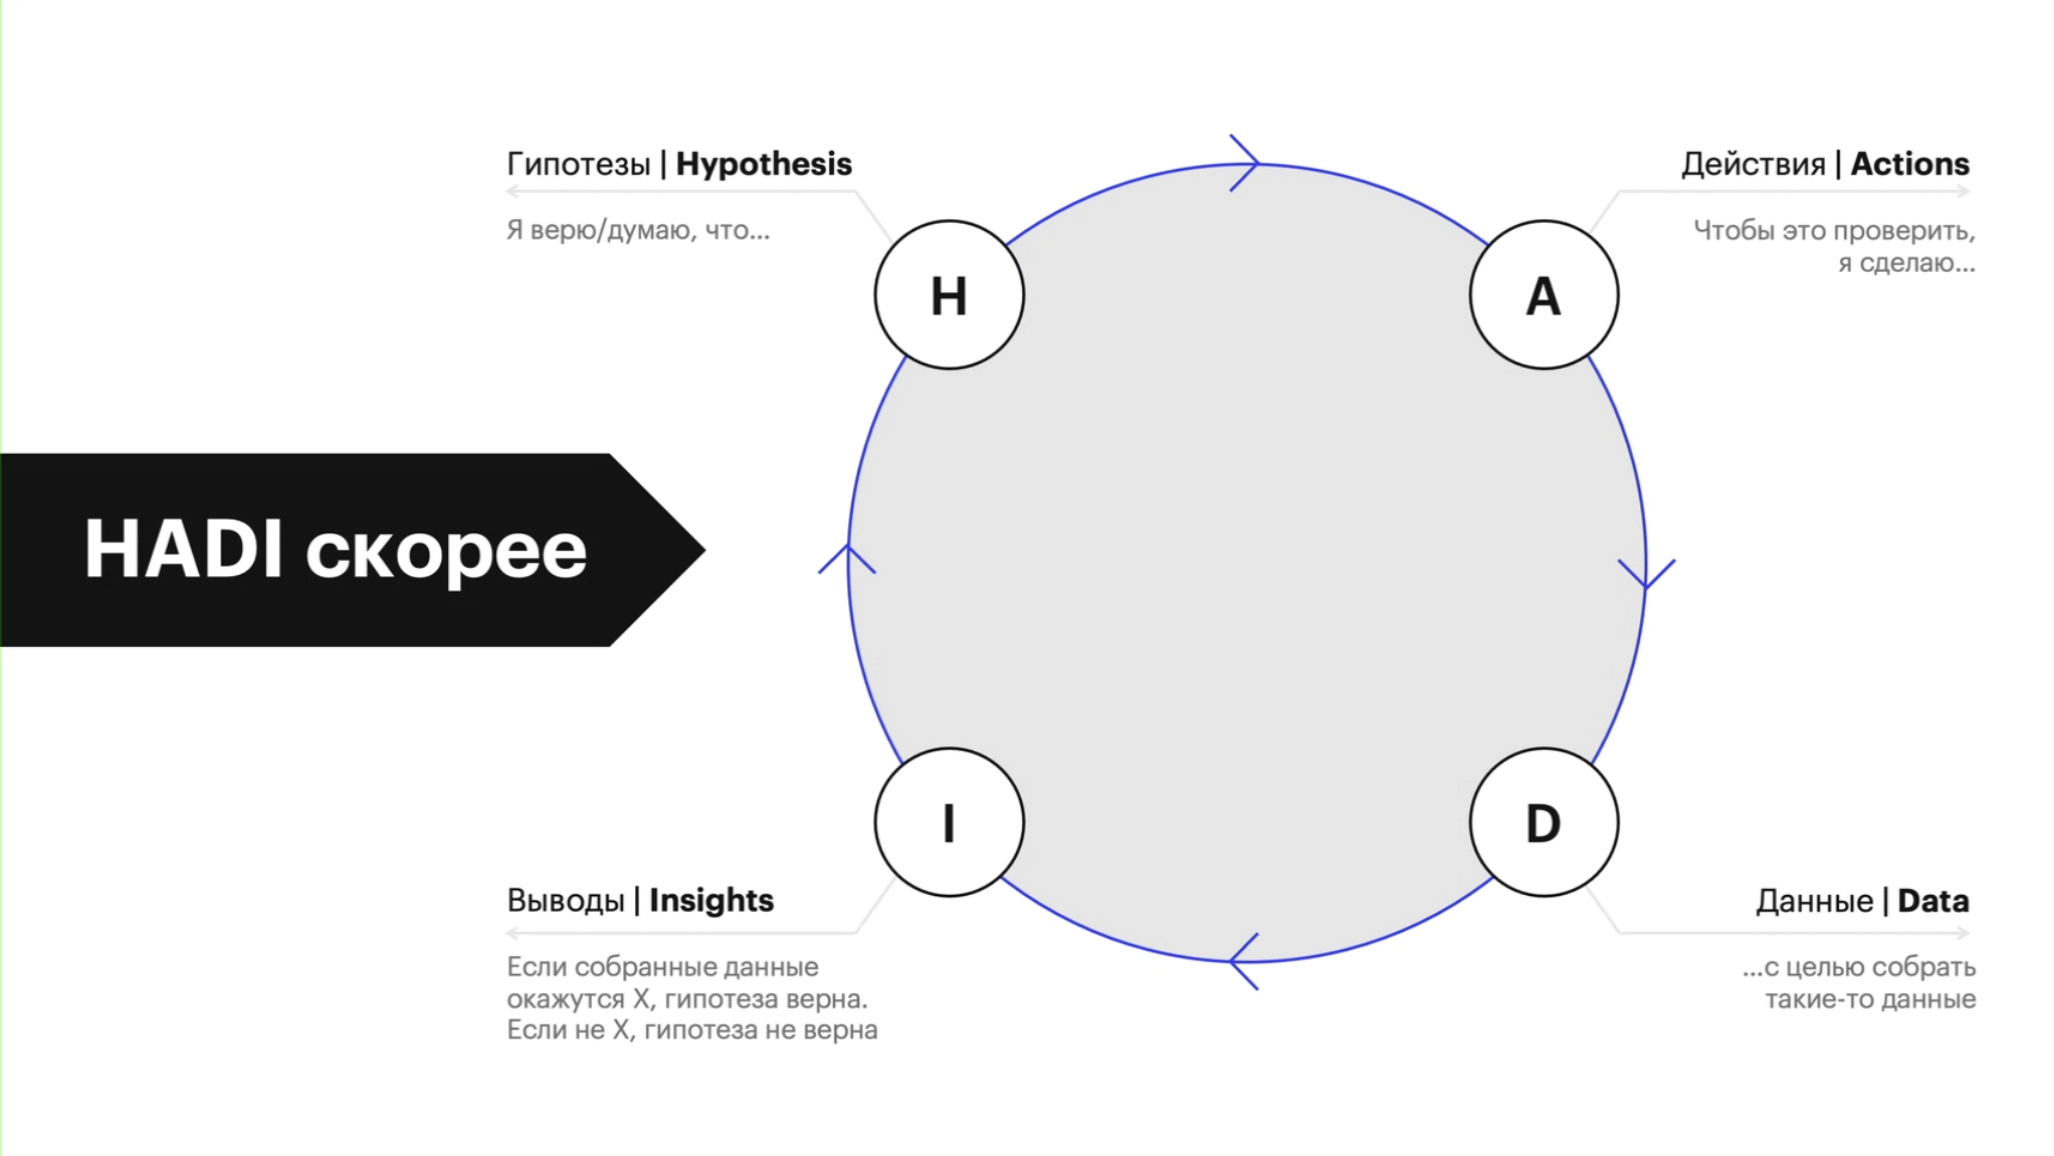 Гипотезы | Hypothesis
Я верю/думаю, что...
Действия | Actions
Чтобы это проверить,
я сделаю...
H
A
HADI скорее
I
D
Выводы | Insights
Если собранные данные
окажутся X, гипотеза верна.
Если не X, гипотеза не верна
Данные | Data
...с целью собрать
такие-то данные